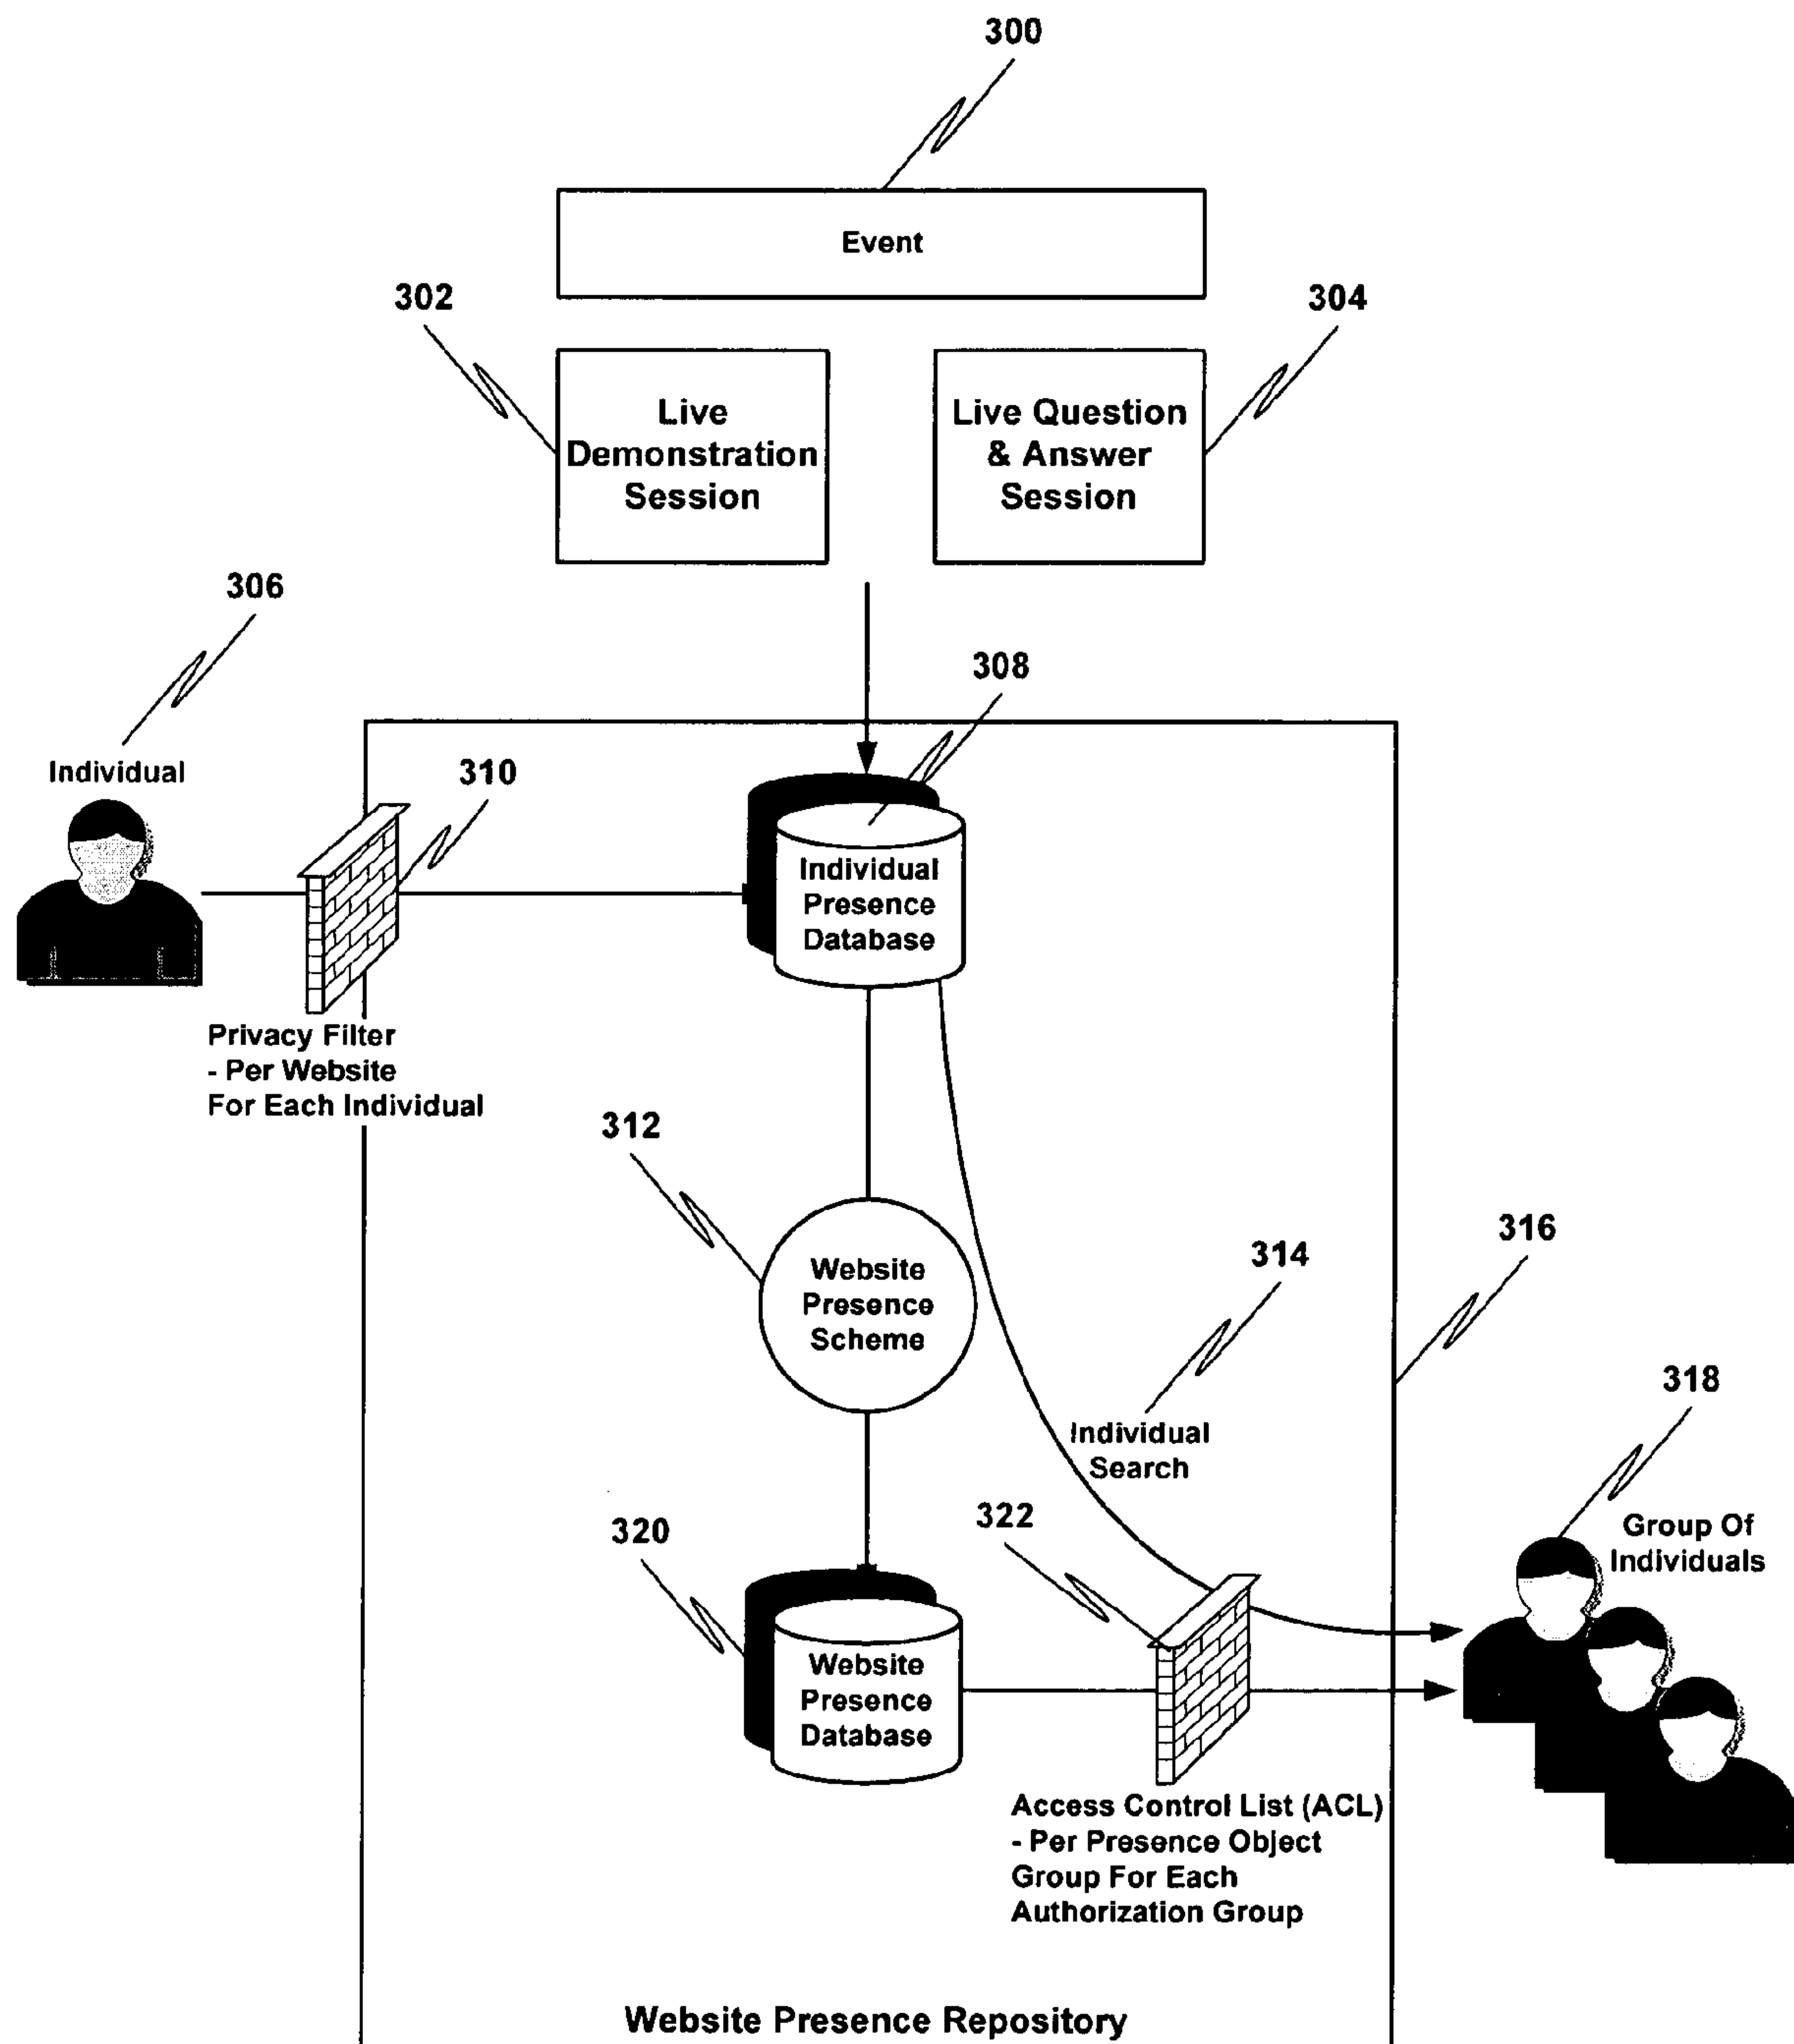 300
Event
302
304
Live
Demonstration
Session
Live Question
& Answer
Session
306
308
Individual
310
Individual
Presence
Database
Privacy Filter
- Per Website
For Each Individual
312
Website
Presence
Scheme
314
316
318
Individual
Search
320
322
Group Of
Individuals
Website
Presence
Database
Access Control List (ACL)
- Per Presence Object
Group For Each
Authorization Group
Website Presence Repository